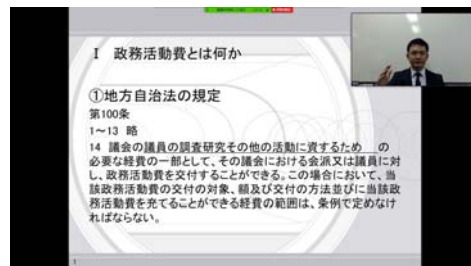 Ⅰ 政務活動費とは何か
①地方自治法の規定
第100条
1～13 略
14 議会の議員の調査研究その他の活動に資するため の
必要な経費の一部として、その議会における会派又は議員に対
し、政務活動費を交付することができる。この場合において、当
該政務活動費の交付の対象、額及び交付の方法並びに当該政
務活動費を充てることができる経費の範囲は、条例で定めなけ
ればならない。
1